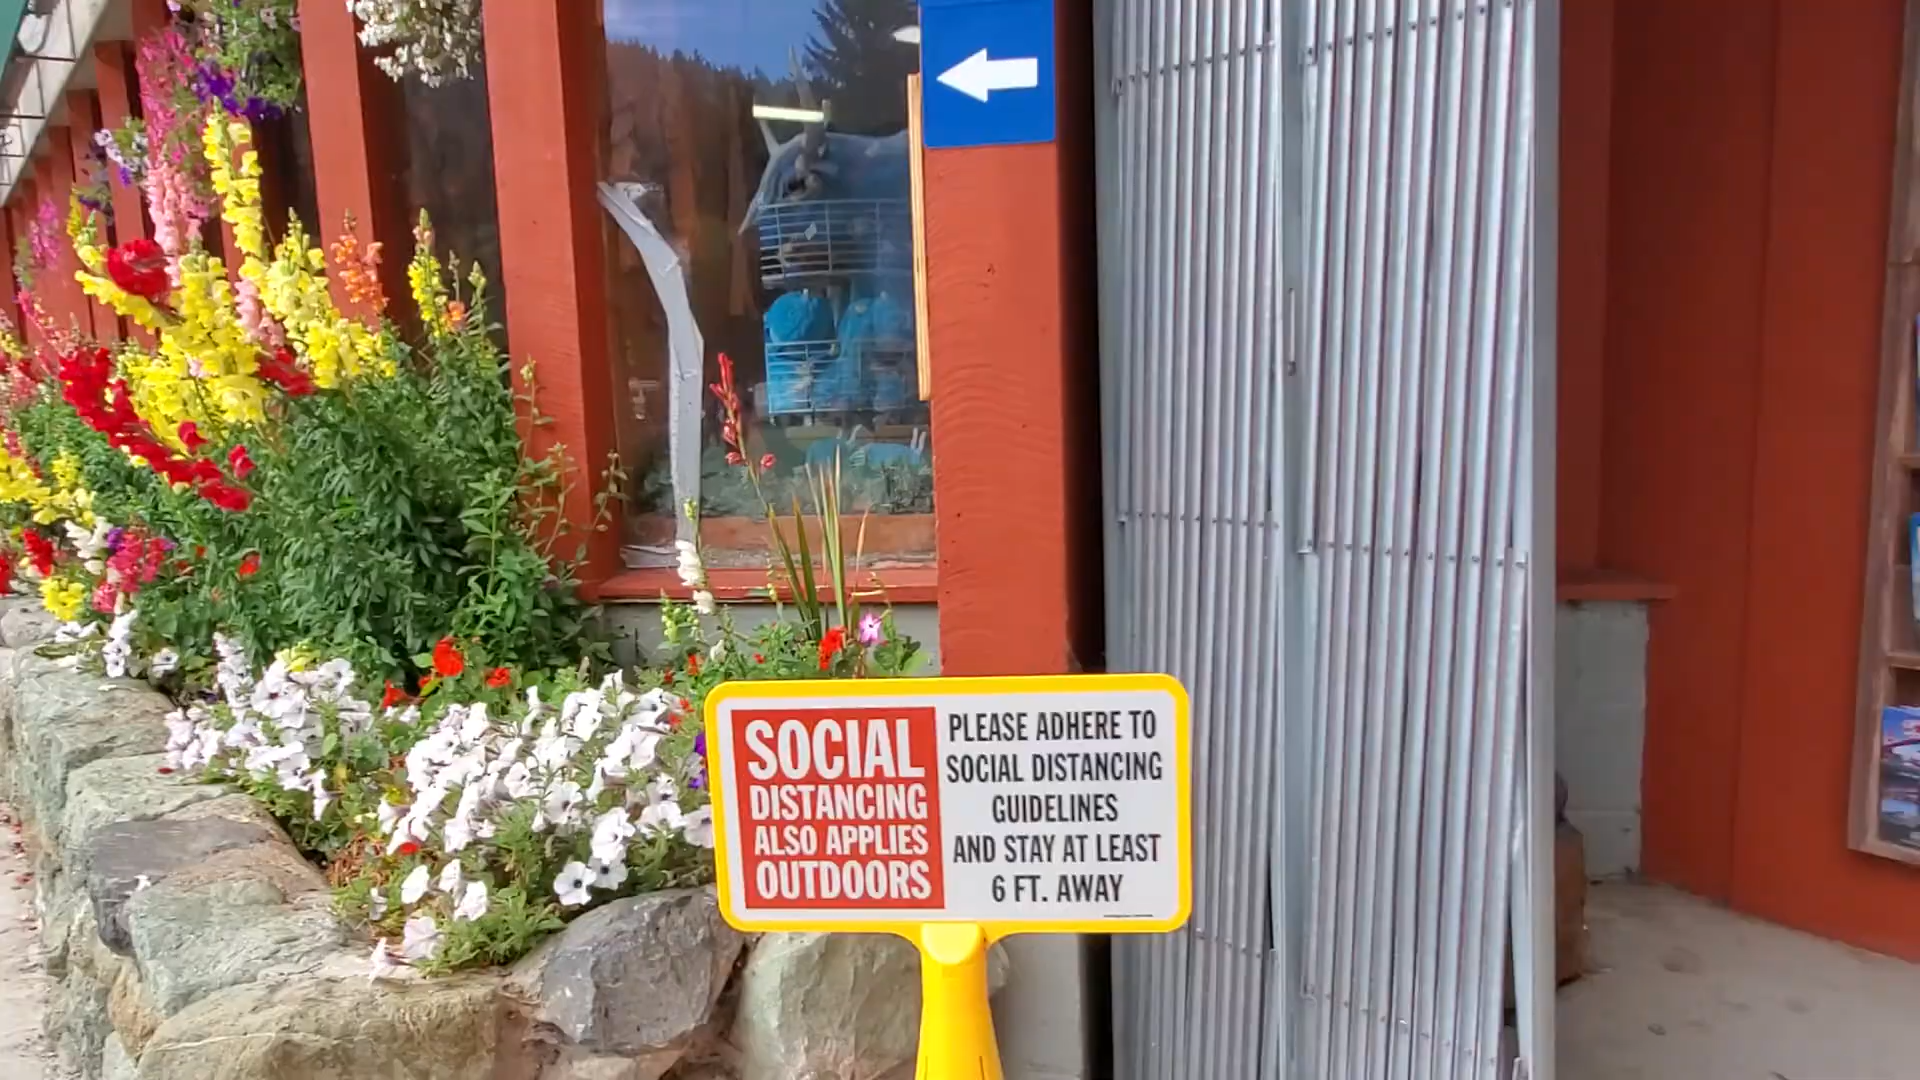 SOCIAL
DISTANCING
ALSO APPLIES
OUTDOORS
PLEASE ADHERE TO
SOCIAL DISTANCING
GUIDELINES
AND STAY AT LEAST
6 FT. AWAY